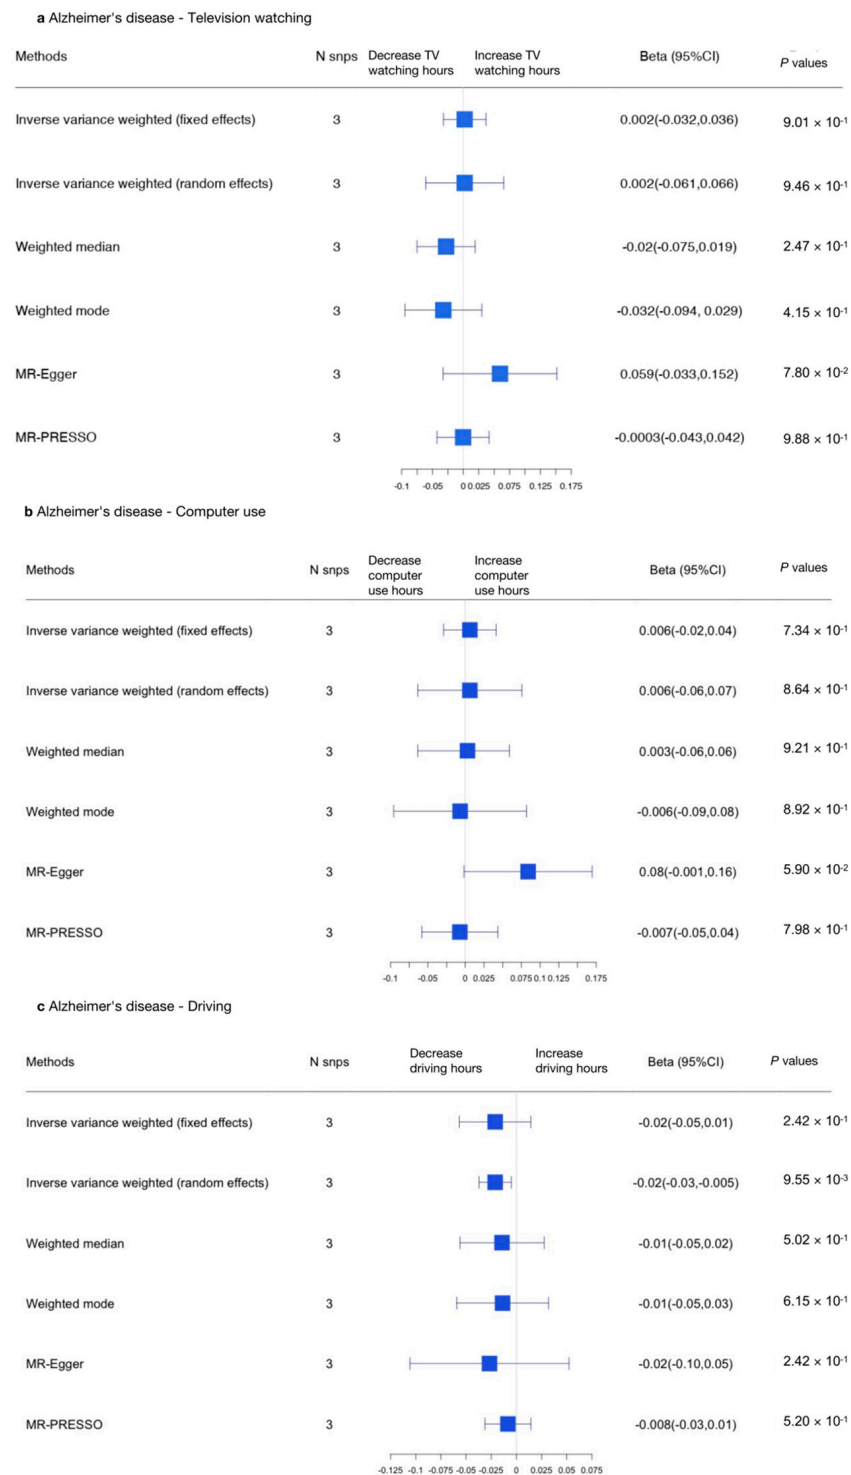 a Alzheimer's disease - Television watching
Methods N snps Decrease TV watching hours Increase TV watching hours Beta (95%CI) P values
Inverse variance weighted (fixed effects) 3 0.002(-0.032,0.036) 9.01 × 10-1
Inverse variance weighted (random effects) 3 0.002(-0.061,0.066) 9.46 × 10-1
Weighted median 3 -0.02(-0.075,0.019) 2.47 × 10-1
Weighted mode 3 -0.032(-0.094, 0.029) 4.15 × 10-1
MR-Egger 3 0.059(-0.033,0.152) 7.80 × 10-2
MR-PRESSO 3 -0.0003(-0.043,0.042) 9.88 × 10-1
-0.1 -0.05 0 0.025 0.075 0.125 0.175
b Alzheimer's disease - Computer use
Methods N snps Decrease computer use hours Increase computer use hours Beta (95%CI) P values
Inverse variance weighted (fixed effects) 3 0.006(-0.02,0.04) 7.34 × 10-1
Inverse variance weighted (random effects) 3 0.006(-0.06,0.07) 8.64 × 10-1
Weighted median 3 0.003(-0.06,0.06) 9.21 × 10-1
Weighted mode 3 -0.006(-0.09,0.08) 8.92 × 10-1
MR-Egger 3 0.08(-0.001,0.16) 5.90 × 10-2
MR-PRESSO 3 -0.007(-0.05,0.04) 7.98 × 10-1
-0.1 -0.05 0 0.025 0.075 0.1 0.125 0.175
c Alzheimer's disease - Driving
Methods N snps Decrease driving hours Increase driving hours Beta (95%CI) P values
Inverse variance weighted (fixed effects) 3 -0.02(-0.05,0.01) 2.42 × 10-1
Inverse variance weighted (random effects) 3 -0.02(-0.03,-0.005) 9.55 × 10-3
Weighted median 3 -0.01(-0.05,0.02) 5.02 × 10-1
Weighted mode 3 -0.01(-0.05,0.03) 6.15 × 10-1
MR-Egger 3 -0.02(-0.10,0.05) 2.42 × 10-1
MR-PRESSO 3 -0.008(-0.03,0.01) 5.20 × 10-1
-0.125 -0.1 -0.075 -0.05 -0.025 0 0.025 0.05 0.075